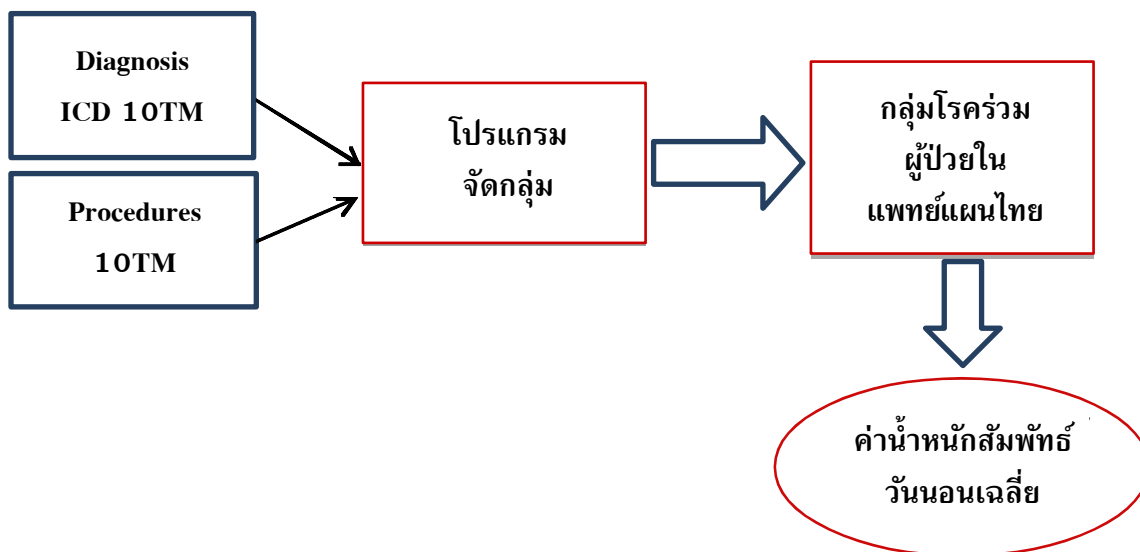 Diagnosis
ICD 10TM
Procedures
10TM
โปรแกรม
จัดกลุ่ม
กลุ่มโรคร่วม
ผู้ป่วยใน
แพทย์แผนไทย
ค่าน้ำหนักสัมพัทธ์
วันนอนเฉลี่ย